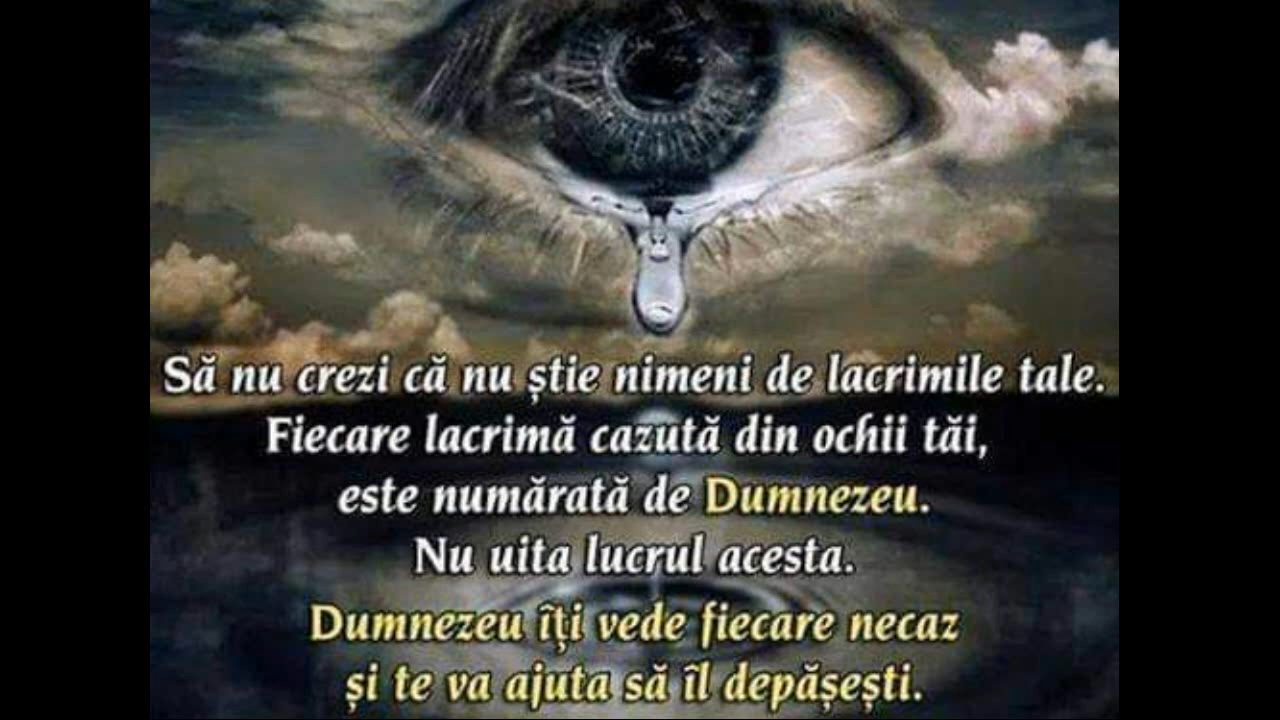 Să nu crezi că nu știe nimeni de lacrimile tale.
Fiecare lacrimă cazută din ochii tăi,
este numărată de Dumnezeu.
Nu uita lucrul acesta.
Dumnezeu îţi vede fiecare necaz
și te va ajuta să îl depășești.